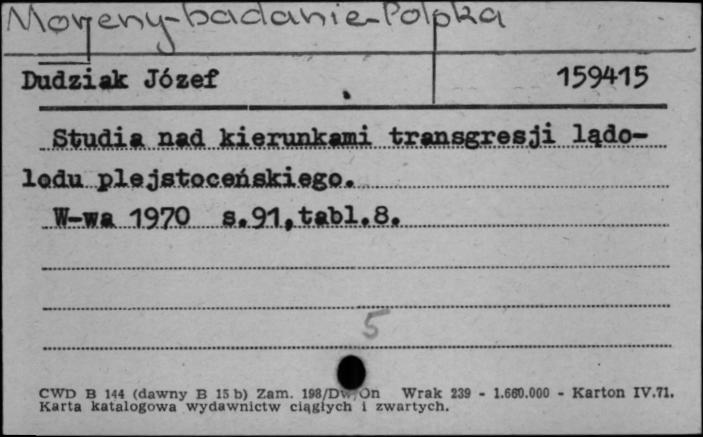 Moreny-badanie-Polska
Dudziak Józef 159415
Studia nad kierunkami transgresji lądo-
lodu plejstoceńskiego.
W-wa 1970 s.91,tabl.8.
5
CWD B 144 (dawny B 15 b) Zam. 198/Dw/On Wrak 239 - 1.660.000 - Karton IV.71.
Karta katalogowa wydawnictw ciągłych i zwartych.